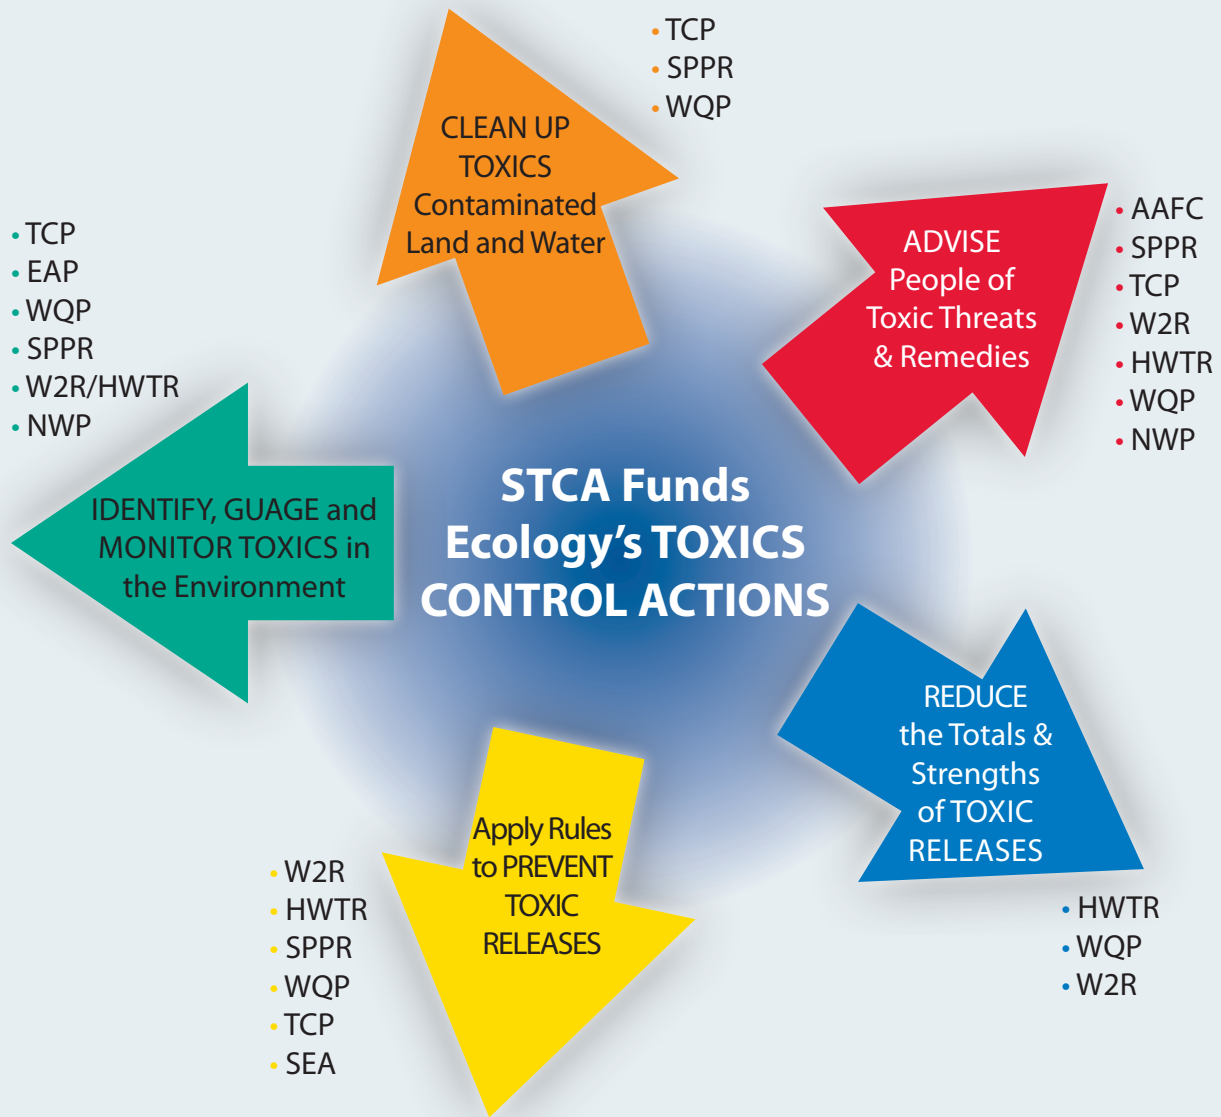 CLEAN UP
TOXICS
Contaminated
Land and Water
• TCP
• SPPR
• WQP
ADVISE
People of
Toxic Threats
& Remedies
• AAFC
• SPPR
• TCP
• W2R
• HWTR
• WQP
• NWP
• TCP
• EAP
• WQP
• SPPR
• W2R/HWTR
• NWP
IDENTIFY, GUAGE and
MONITOR TOXICS in
the Environment
STCA Funds
Ecology's TOXICS
CONTROL ACTIONS
REDUCE
the Totals &
Strengths
of TOXIC
RELEASES
• HWTR
• WQP
• W2R
Apply Rules
to PREVENT
TOXIC
RELEASES
• W2R
• HWTR
• SPPR
• WQP
• TCP
• SEA